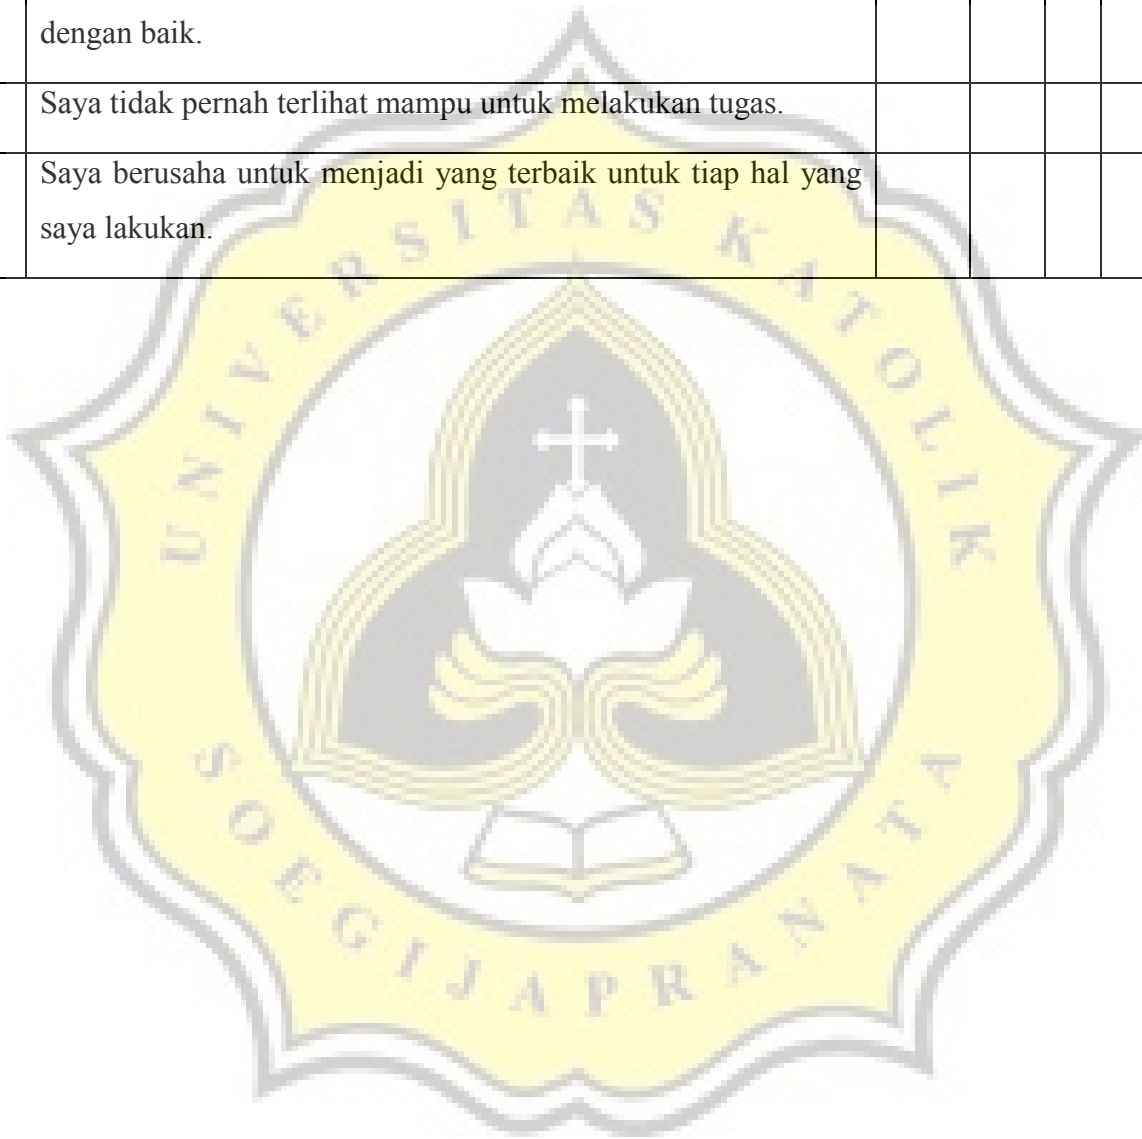 dengan baik.
Saya tidak pernah terlihat mampu untuk melakukan tugas.
Saya berusaha untuk menjadi yang terbaik untuk tiap hal yang
saya lakukan.
UNIVERSITAS KATOLIK
SOEGIJAPRANATA